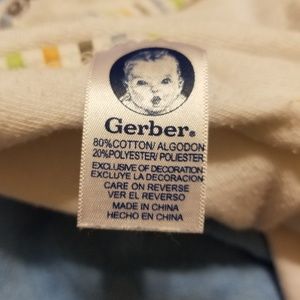 Gerber®
80%COTTON/ ALGODON
20%POLYESTER/ POLIESTER
EXCLUSIVE OF DECORATION
EXCLUYE LA DECORACION
CARE ON REVERSE
VER EL REVERSO
MADE IN CHINA
HECHO EN CHINA